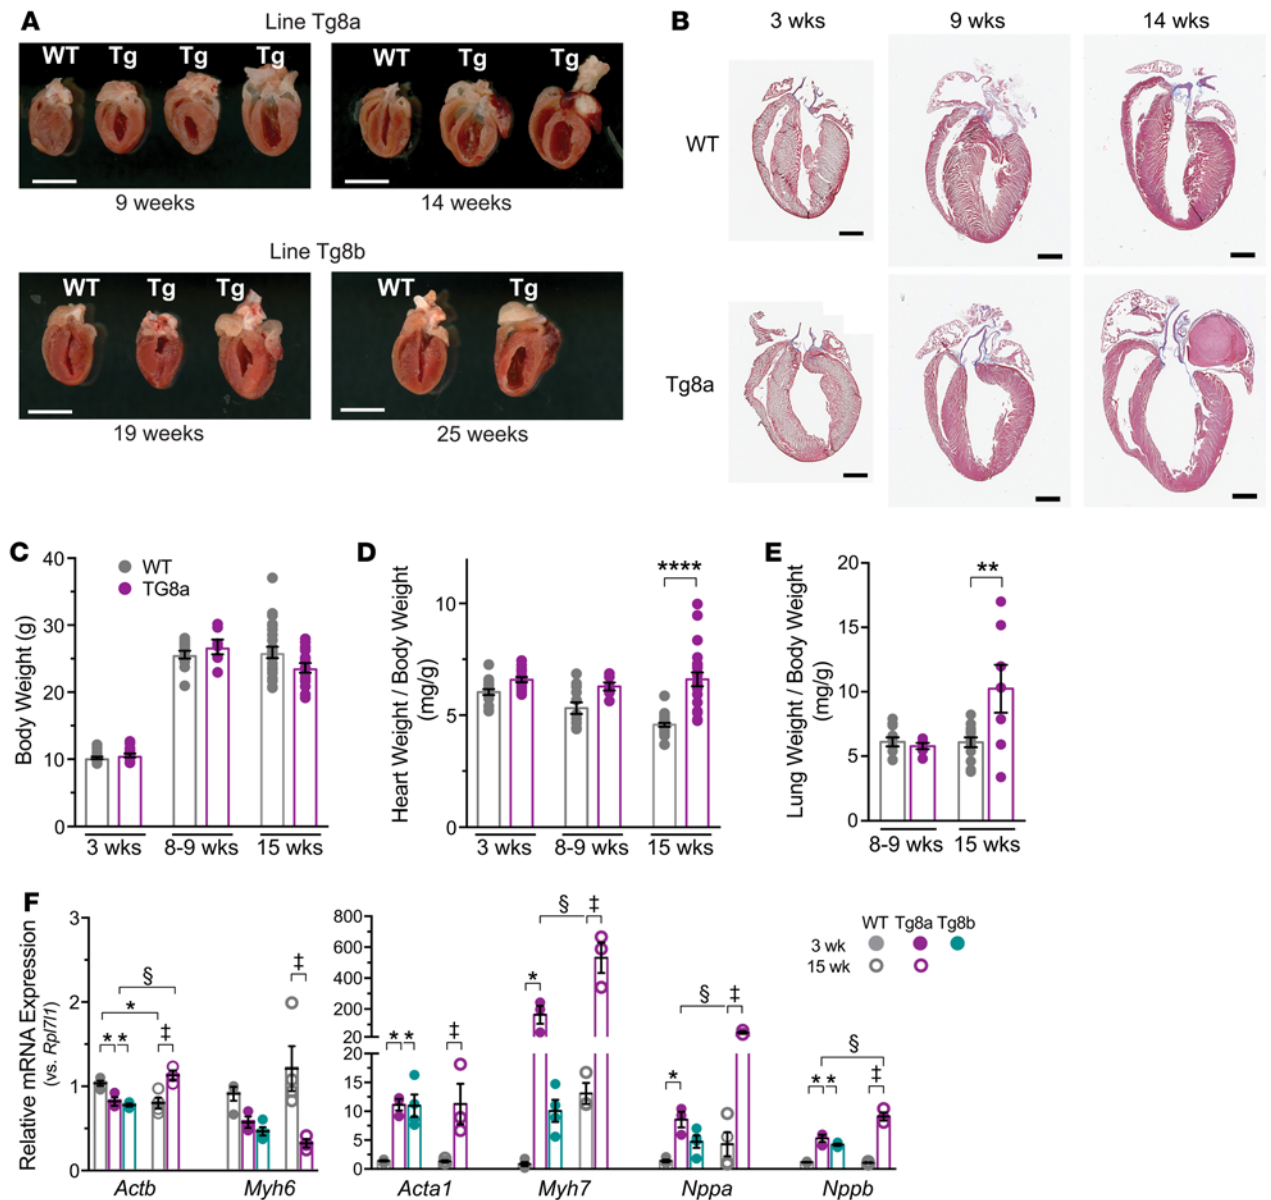 A
Line Tg8a
WT Tg Tg Tg
WT Tg Tg
9 weeks
14 weeks
Line Tg8b
WT Tg Tg
WT Tg
19 weeks
25 weeks
B
3 wks 9 wks 14 wks
WT
Tg8a
C
Body Weight (g)
40
30
20
10
0
WT
TG8a
3 wks 8-9 wks 15 wks
D
Heart Weight / Body Weight
(mg/g)
10
5
0
****
3 wks 8-9 wks 15 wks
E
Lung Weight / Body Weight
(mg/g)
20
15
10
5
0
**
8-9 wks 15 wks
F
Relative mRNA Expression
(vs. Rpl7l1)
3
2
1
0
§
*
* *
‡
‡
Actb Myh6
800
600
400
200
20
20
15
10
5
0
* *
‡
*
§
‡
*
§
‡
* *
§
‡
Acta1 Myh7 Nppa Nppb
WT Tg8a Tg8b
3 wk
15 wk